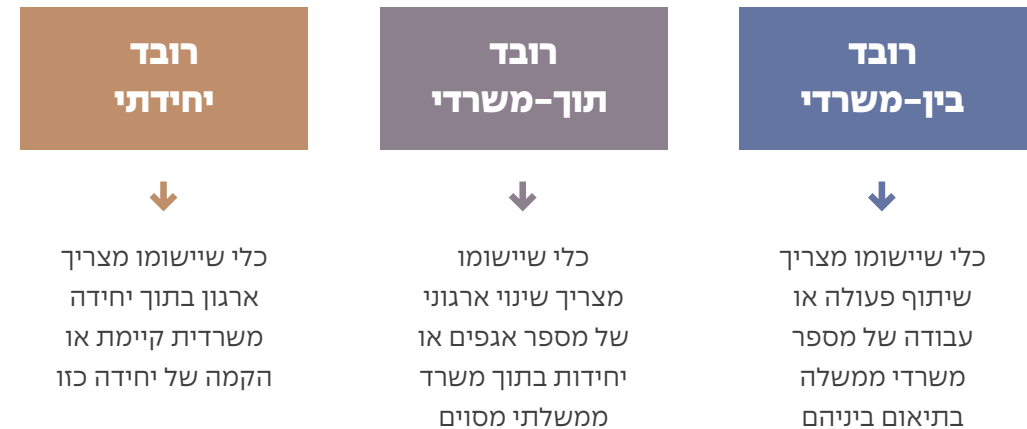 רובד
בין-משרדי
כלי שיישומו מצריך
שיתוף פעולה או
עבודה של מספר
משרדי ממשלה
בתיאום ביניהם
רובד
תוך-משרדי
כלי שיישומו
מצריך שינוי ארגוני
של מספר אגפים או
יחידות בתוך משרד
ממשלתי מסוים
רובד
יחידתי
כלי שיישומו מצריך
ארגון בתוך יחידה
משרדית קיימת או
הקמה של יחידה כזו